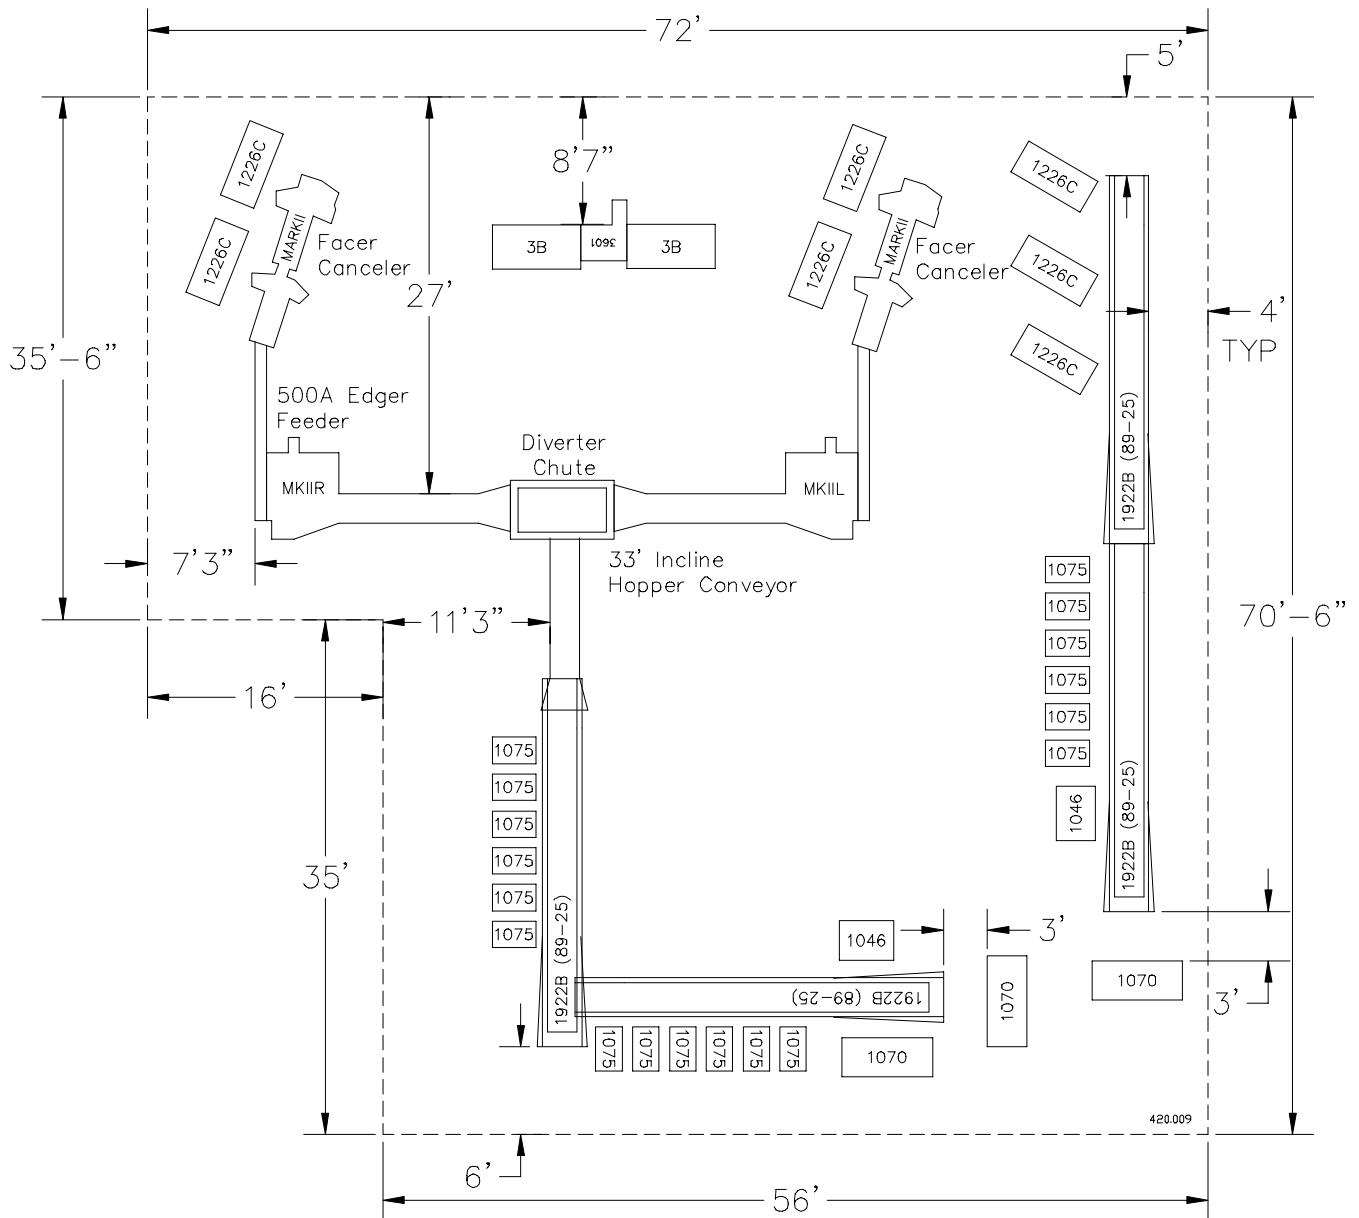 72'
5'
8'7"
1226C
1226C
1226C
1226C
1226C
1226C
1226C
MARKII
MARKII
3B
3601
3B
Facer
Canceler
Facer
Canceler
27'
4'
TYP
35'-6"
500A Edger
Feeder
Diverter
Chute
MKIIR
MKIIL
1922B (89-25)
7'3"
33' Incline
Hopper Conveyor
11'3"
70'-6"
16'
1075
1075
1075
1075
1075
1075
1046
1922B (89-25)
1075
1075
1075
1075
1075
1075
35'
1922B (89-25)
1046
3'
1922B (89-25)
1070
1070
3'
1075
1075
1075
1075
1075
1075
1070
420.009
6'
56'